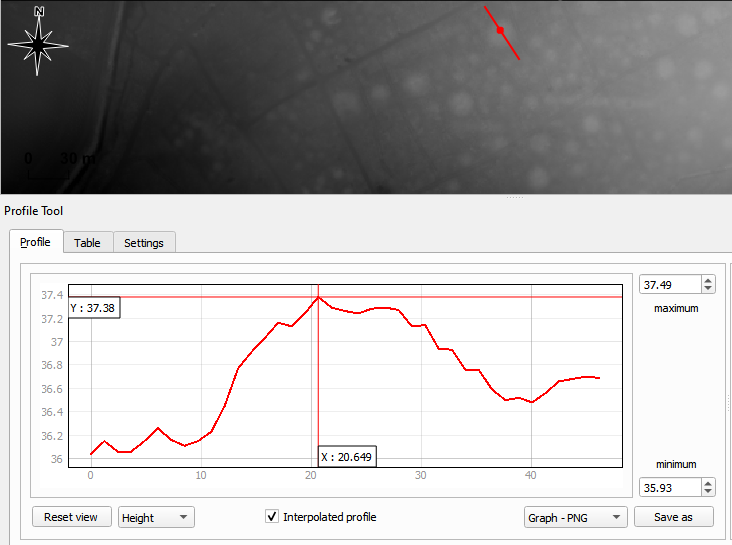 N
0 30 m
Profile Tool
Profile Table Settings
37.4
Y : 37.38
37.2
37
36.8
36.6
36.4
36.2
36
X : 20.649
0 10 20 30 40
37.49
maximum
minimum
35.93
Reset view Height Interpolated profile Graph - PNG Save as